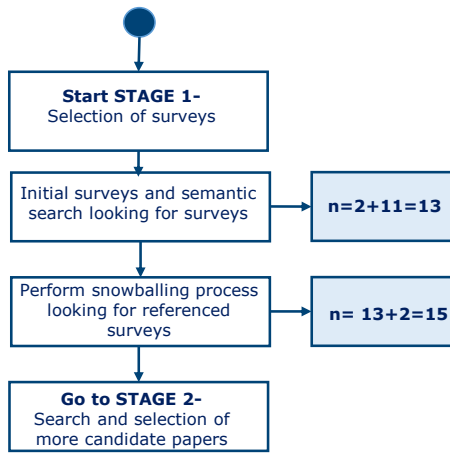 Start STAGE 1-
Selection of surveys
Initial surveys and semantic
search looking for surveys
n=2+11=13
Perform snowballing process
looking for referenced
surveys
n= 13+2=15
Go to STAGE 2-
Search and selection of
more candidate papers